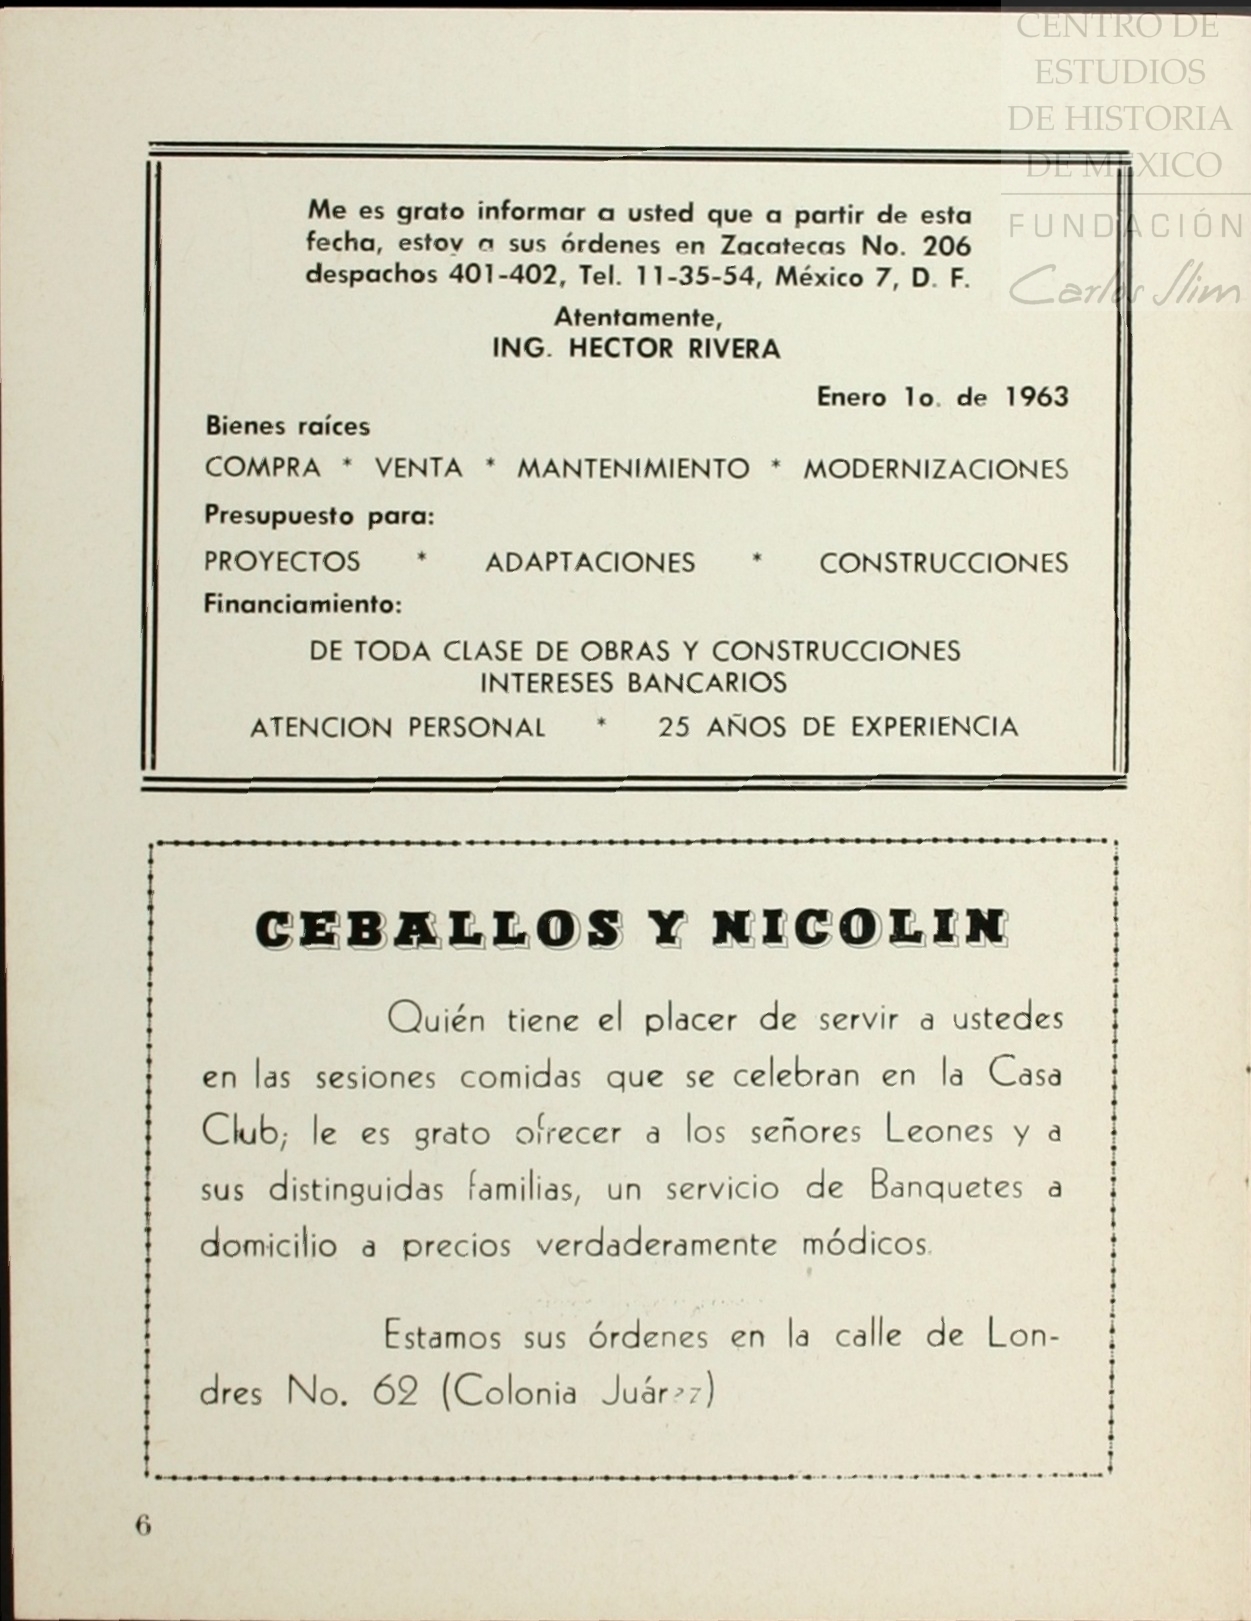 CENTRO DE
ESTUDIOS
DE HISTORIA
DE MÉXICO
FUNDACIÓN
Carlos Slim
Me es grato informar a usted que a partir de esta
fecha, estoy a sus órdenes en Zacatecas No. 206
despachos 401-402, Tel. 11-35-54, México 7, D. F.
Atentamente,
ING. HECTOR RIVERA
Enero 1o. de 1963
Bienes raíces
COMPRA * VENTA * MANTENIMIENTO * MODERNIZACIONES
Presupuesto para:
PROYECTOS * ADAPTACIONES * CONSTRUCCIONES
Financiamiento:
DE TODA CLASE DE OBRAS Y CONSTRUCCIONES
INTERESES BANCARIOS
ATENCION PERSONAL * 25 AÑOS DE EXPERIENCIA
CEBALLOS Y NICOLIN
Quién tiene el placer de servir a ustedes
en las sesiones comidas que se celebran en la Casa
Club; le es grato ofrecer a los señores Leones y a
sus distinguidas familias, un servicio de Banquetes a
domicilio a precios verdaderamente módicos.
Estamos sus órdenes en la calle de Lon-
dres No. 62 (Colonia Juárez)
6